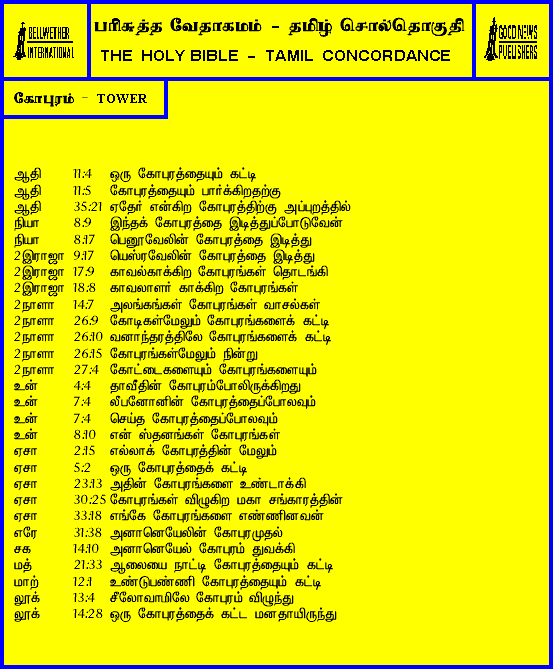 BELLWETHER
INTERNATIONAL
பரிசுத்த வேதாகமம் – தமிழ் சொல்தொகுதி
THE HOLY BIBLE – TAMIL CONCORDANCE
GOOD NEWS
PUBLISHERS
கோபுரம் – TOWER
ஆதி 11:4 ஒரு கோபுரத்தையும் கட்டி
ஆதி 11:5 கோபுரத்தையும் பார்க்கிறதற்கு
ஆதி 35:21 ஏதேர் என்கிற கோபுரத்திற்கு அப்புறத்தில்
நியா 8:9 இந்தக் கோபுரத்தை இடித்துப்போடுவேன்
நியா 8:17 பெனூவேலின் கோபுரத்தை இடித்து
2இராஜா 9:17 யெஸ்ரவேலின் கோபுரத்தை இடித்து
2இராஜா 17:9 காவல்காக்கிற கோபுரங்கள் தொடங்கி
2இராஜா 18:8 காவலாளர் காக்கிற கோபுரங்கள்
2நாளா 14:7 அலங்கங்கள் கோபுரங்கள் வாசல்கள்
2நாளா 26:9 கோடிகள்மேலும் கோபுரங்களைக் கட்டி
2நாளா 26:10 வனாந்தரத்திலே கோபுரங்களைக் கட்டி
2நாளா 26:15 கோபுரங்கள்மேலும் நின்று
2நாளா 27:4 கோட்டைகளையும் கோபுரங்களையும்
உன் 4:4 தாவீதின் கோபுரம்போலிருக்கிறது
உன் 7:4 லீபனோனின் கோபுரத்தைப்போலவும்
உன் 7:4 செய்த கோபுரத்தைப்போலவும்
உன் 8:10 என் ஸ்தனங்கள் கோபுரங்கள்
ஏசா 2:15 எல்லாக் கோபுரத்தின் மேலும்
ஏசா 5:2 ஒரு கோபுரத்தைக் கட்டி
ஏசா 23:13 அதின் கோபுரங்களை உண்டாக்கி
ஏசா 30:25 கோபுரங்கள் விழுகிற மகா சங்காரத்தின்
ஏசா 33:18 எங்கே கோபுரங்களை எண்ணினவன்
எரே 31:38 அனானெயேலின் கோபுரமுதல்
சக 14:10 அனானெயேல் கோபுரம் துவக்கி
மத் 21:33 ஆலையை நாட்டி கோபுரத்தையும் கட்டி
மாற் 12:1 உண்டுபண்ணி கோபுரத்தையும் கட்டி
லூக் 13:4 சீலோவாமிலே கோபுரம் விழுந்து
லூக் 14:28 ஒரு கோபுரத்தைக் கட்ட மனதாயிருந்து